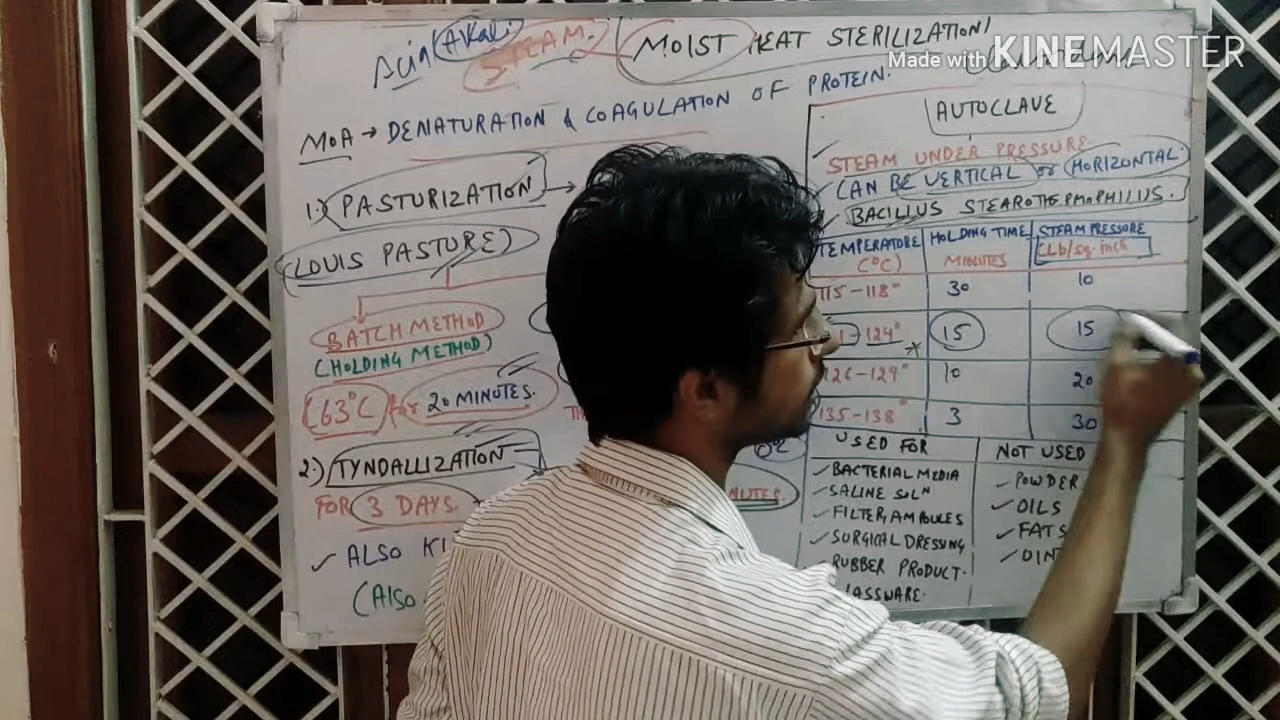 Acid Alkali STEAM. MOIST HEAT STERILIZATION
Made with KINEMASTER
MOA → DENATURATION & COAGULATION OF PROTEIN.
1.) PASTURIZATION →
(LOUIS PASTURE)
BATCH METHOD
(HOLDING METHOD)
63°C for 20 MINUTES.
2.) TYNDALLIZATION
FOR 3 DAYS
MINUTES.
✓ ALSO
(Also
AUTOCLAVE
✓ STEAM UNDER PRESSURE
✓ CAN BE VERTICAL or HORIZONTAL.
✓ BACILLUS STEAROTHERMOPHILUS.
TEMPERATURE HOLDING TIME STEAM PRESSURE
(°C) MINUTES (Lb/sq. inch
115-118° 30 10
124° * 15 15
126-129° 10 20
135-138° 3 30
USED FOR NOT USED
✓ BACTERIAL MEDIA ✓ POWDER
✓ SALINE SOLN ✓ OILS
✓ FILTER, AMPOULES ✓ FATS
✓ SURGICAL DRESSING
RUBBER PRODUCT.